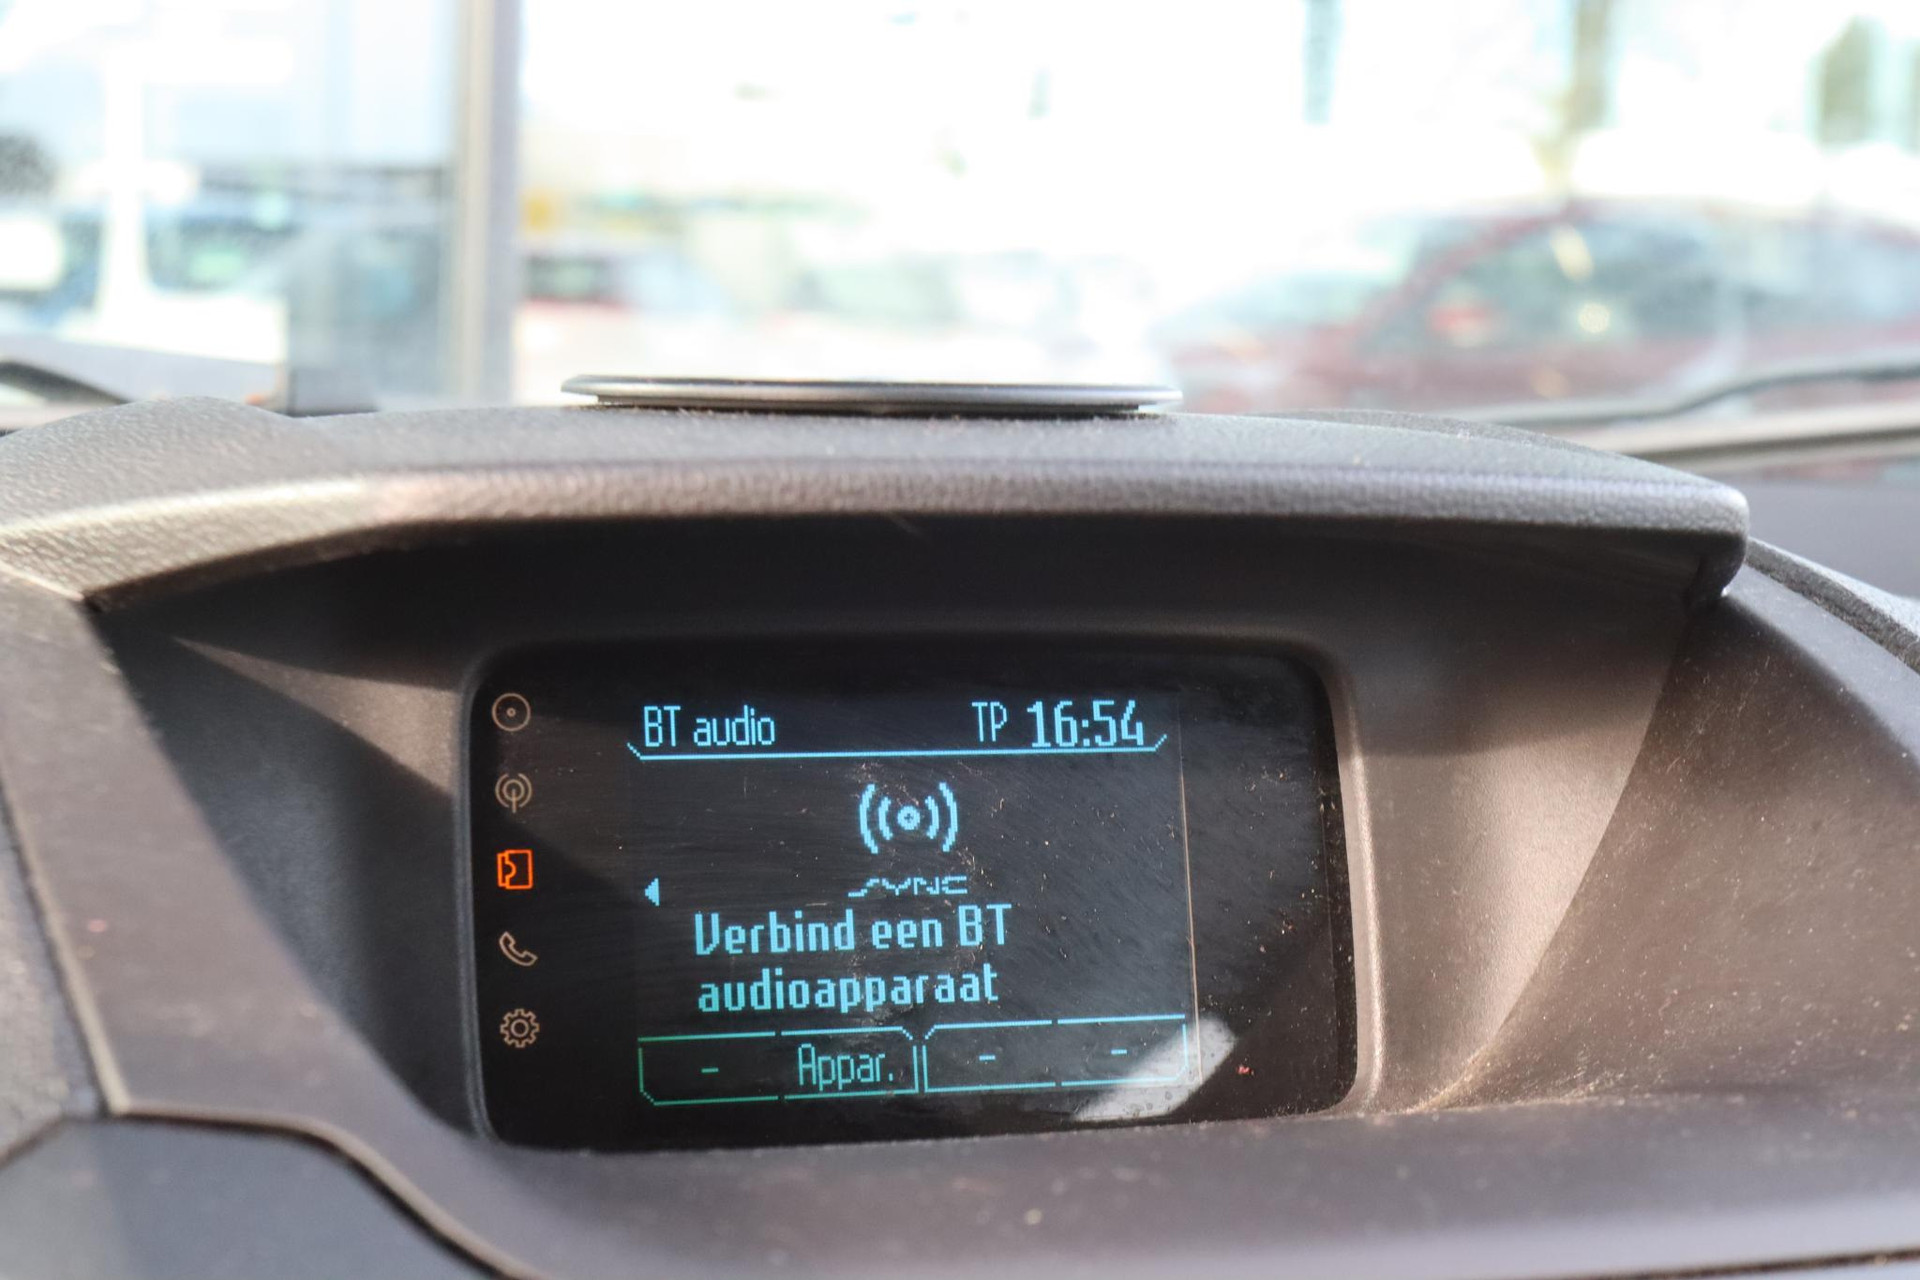 BT audio TP 16:54
SYNC
Verbind een BT
audioapparaat
- Appar. - -